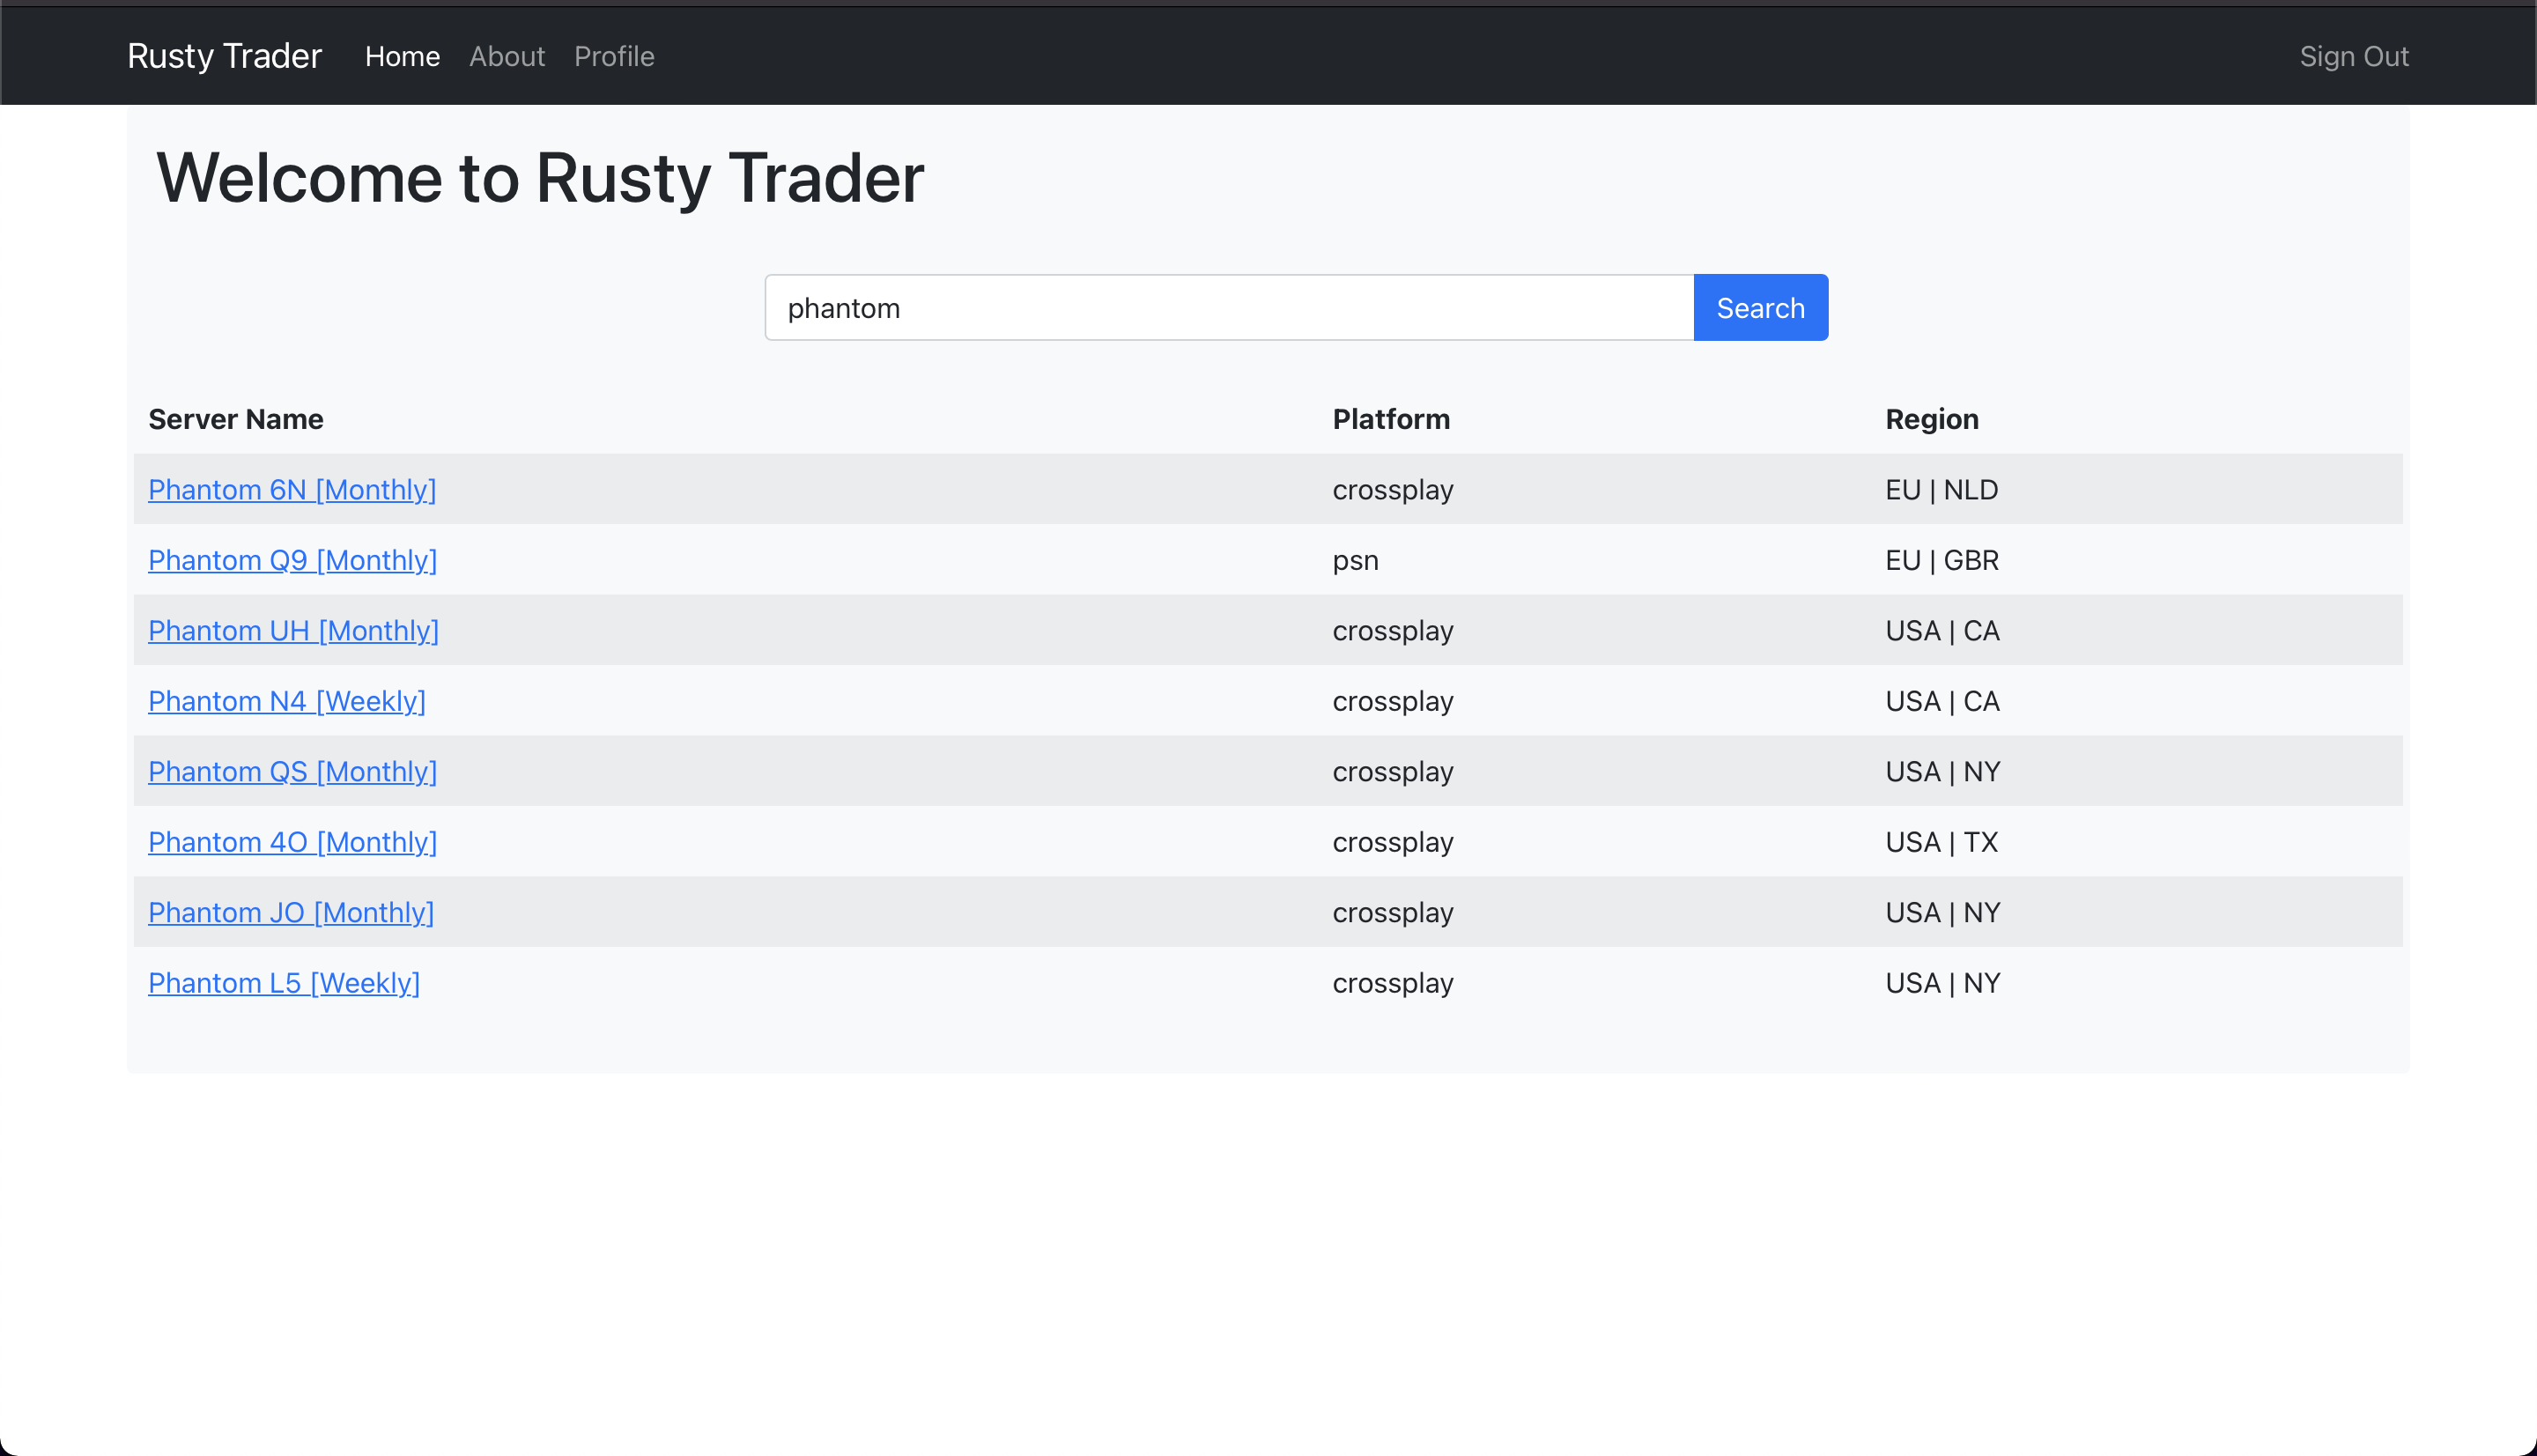 Rusty Trader Home About Profile Sign Out
Welcome to Rusty Trader
phantom Search
Server Name Platform Region
Phantom 6N [Monthly] crossplay EU | NLD
Phantom Q9 [Monthly] psn EU | GBR
Phantom UH [Monthly] crossplay USA | CA
Phantom N4 [Weekly] crossplay USA | CA
Phantom QS [Monthly] crossplay USA | NY
Phantom 4O [Monthly] crossplay USA | TX
Phantom JO [Monthly] crossplay USA | NY
Phantom L5 [Weekly] crossplay USA | NY